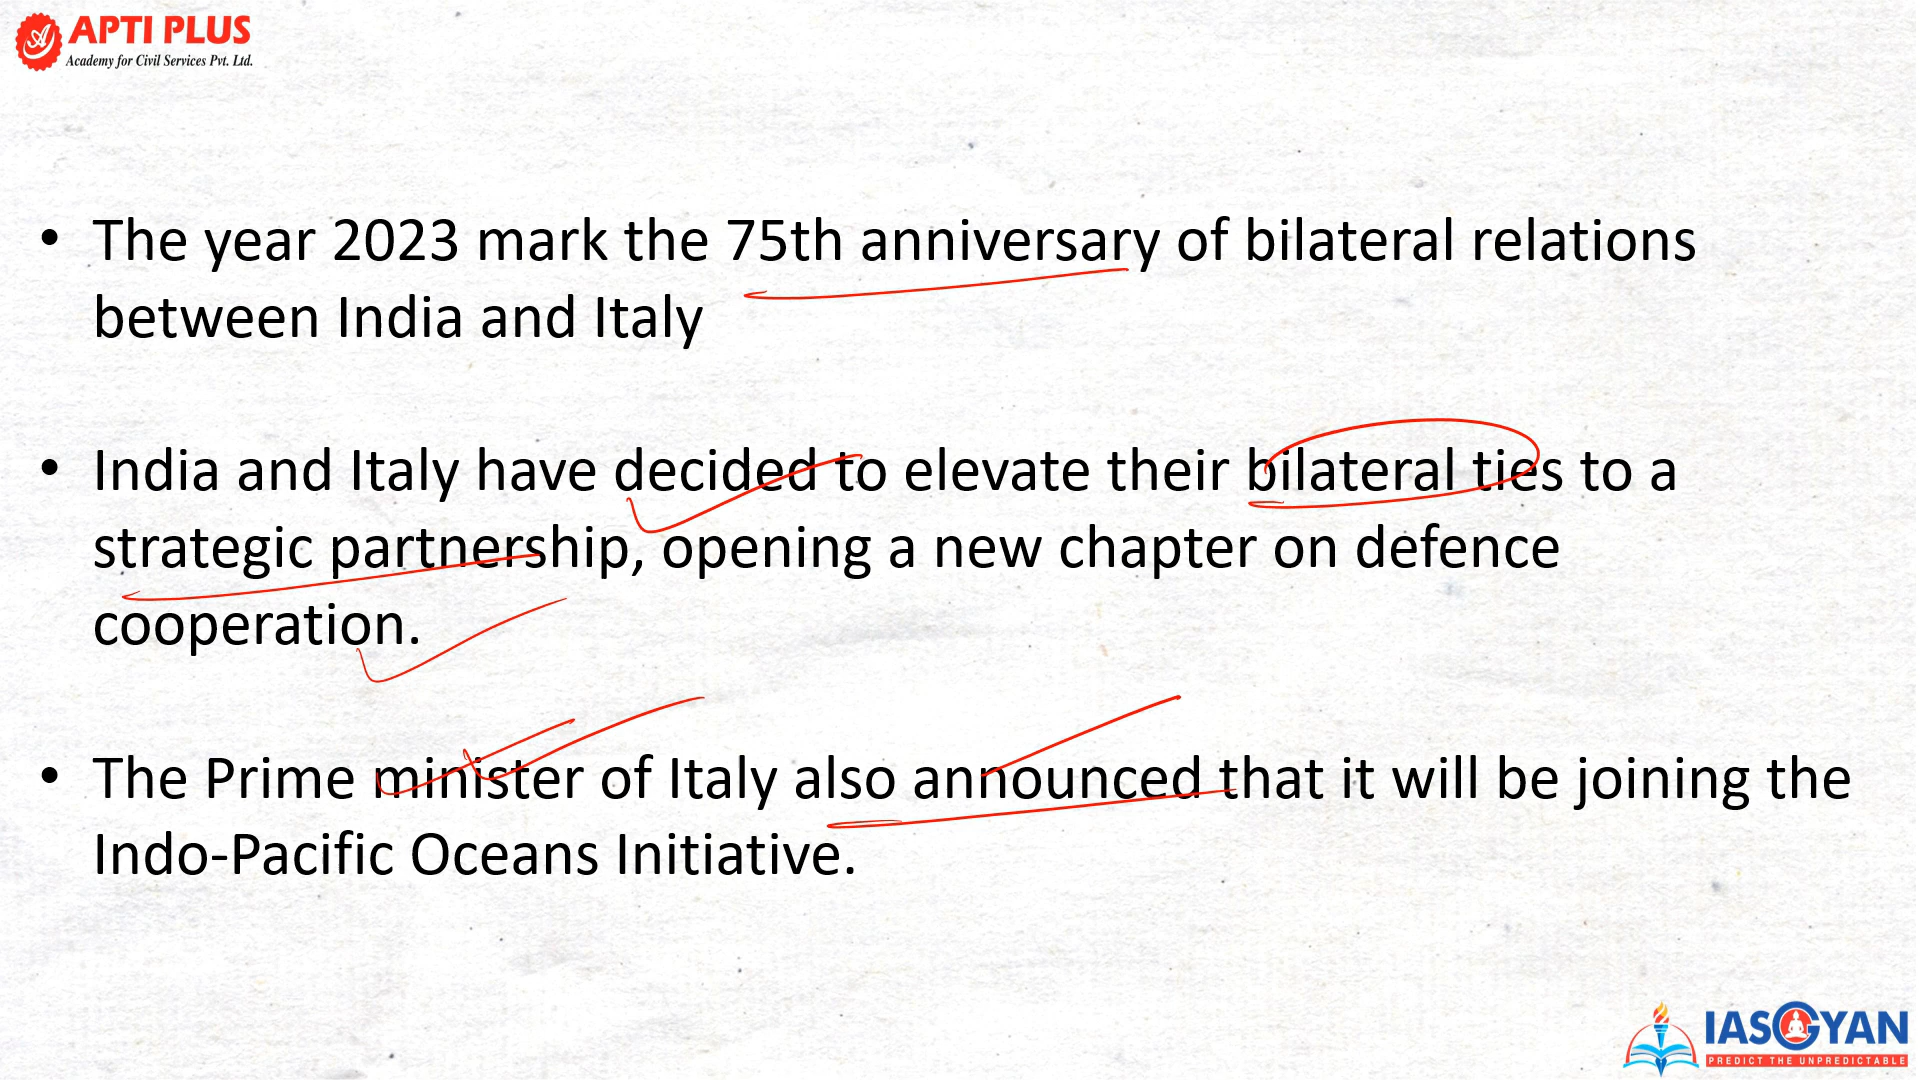 APTI PLUS
Academy for Civil Services Pvt. Ltd.
• The year 2023 mark the 75th anniversary of bilateral relations
between India and Italy
• India and Italy have decided to elevate their bilateral ties to a
strategic partnership, opening a new chapter on defence
cooperation.
• The Prime minister of Italy also announced that it will be joining the
Indo-Pacific Oceans Initiative.
IASGYAN
PREDICT THE UNPREDICTABLE